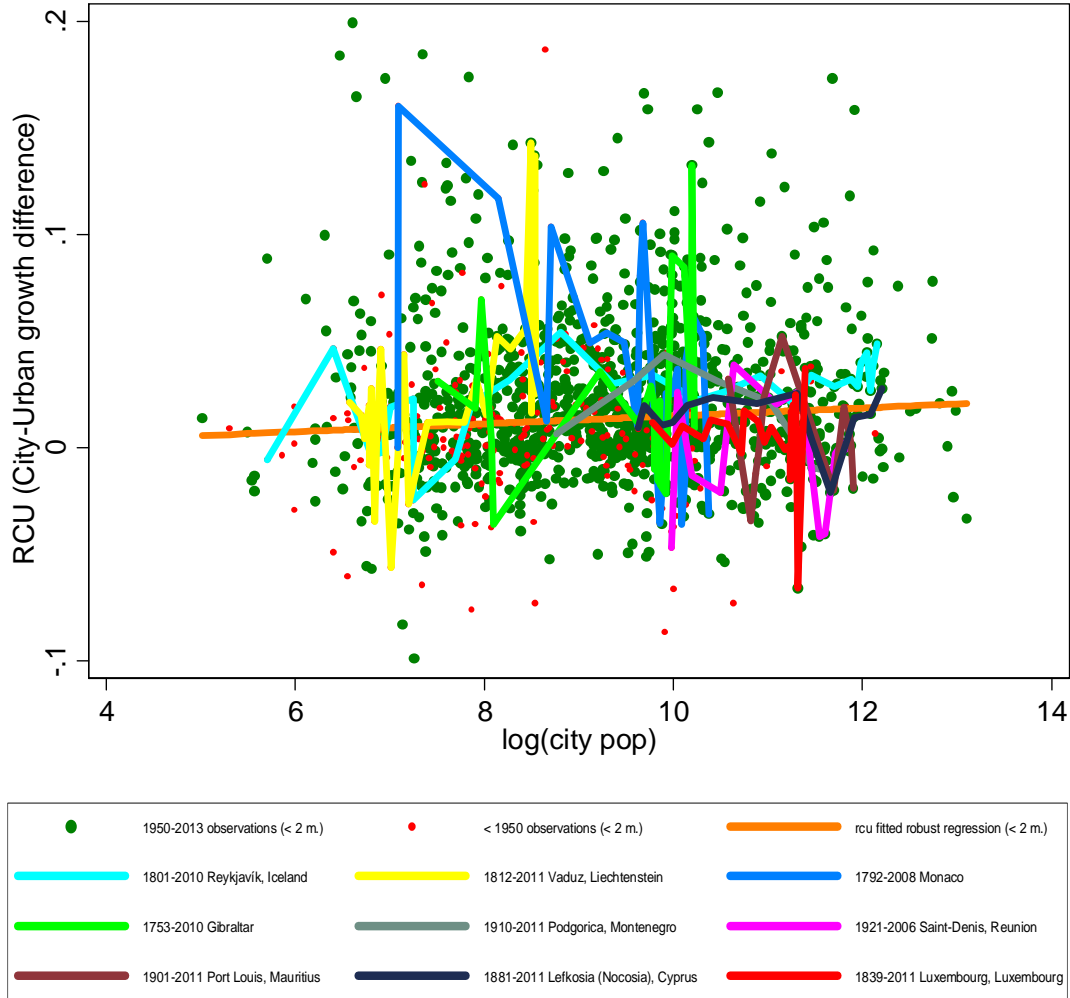 .2
.1
0
-.1
RCU (City-Urban growth difference)
4 6 8 10 12 14
log(city pop)
1950-2013 observations (< 2 m.) < 1950 observations (< 2 m.) rcu fitted robust regression (< 2 m.)
1801-2010 Reykjavík, Iceland 1812-2011 Vaduz, Liechtenstein 1792-2008 Monaco
1753-2010 Gibraltar 1910-2011 Podgorica, Montenegro 1921-2006 Saint-Denis, Reunion
1901-2011 Port Louis, Mauritius 1881-2011 Lefkosia (Nocosia), Cyprus 1839-2011 Luxembourg, Luxembourg